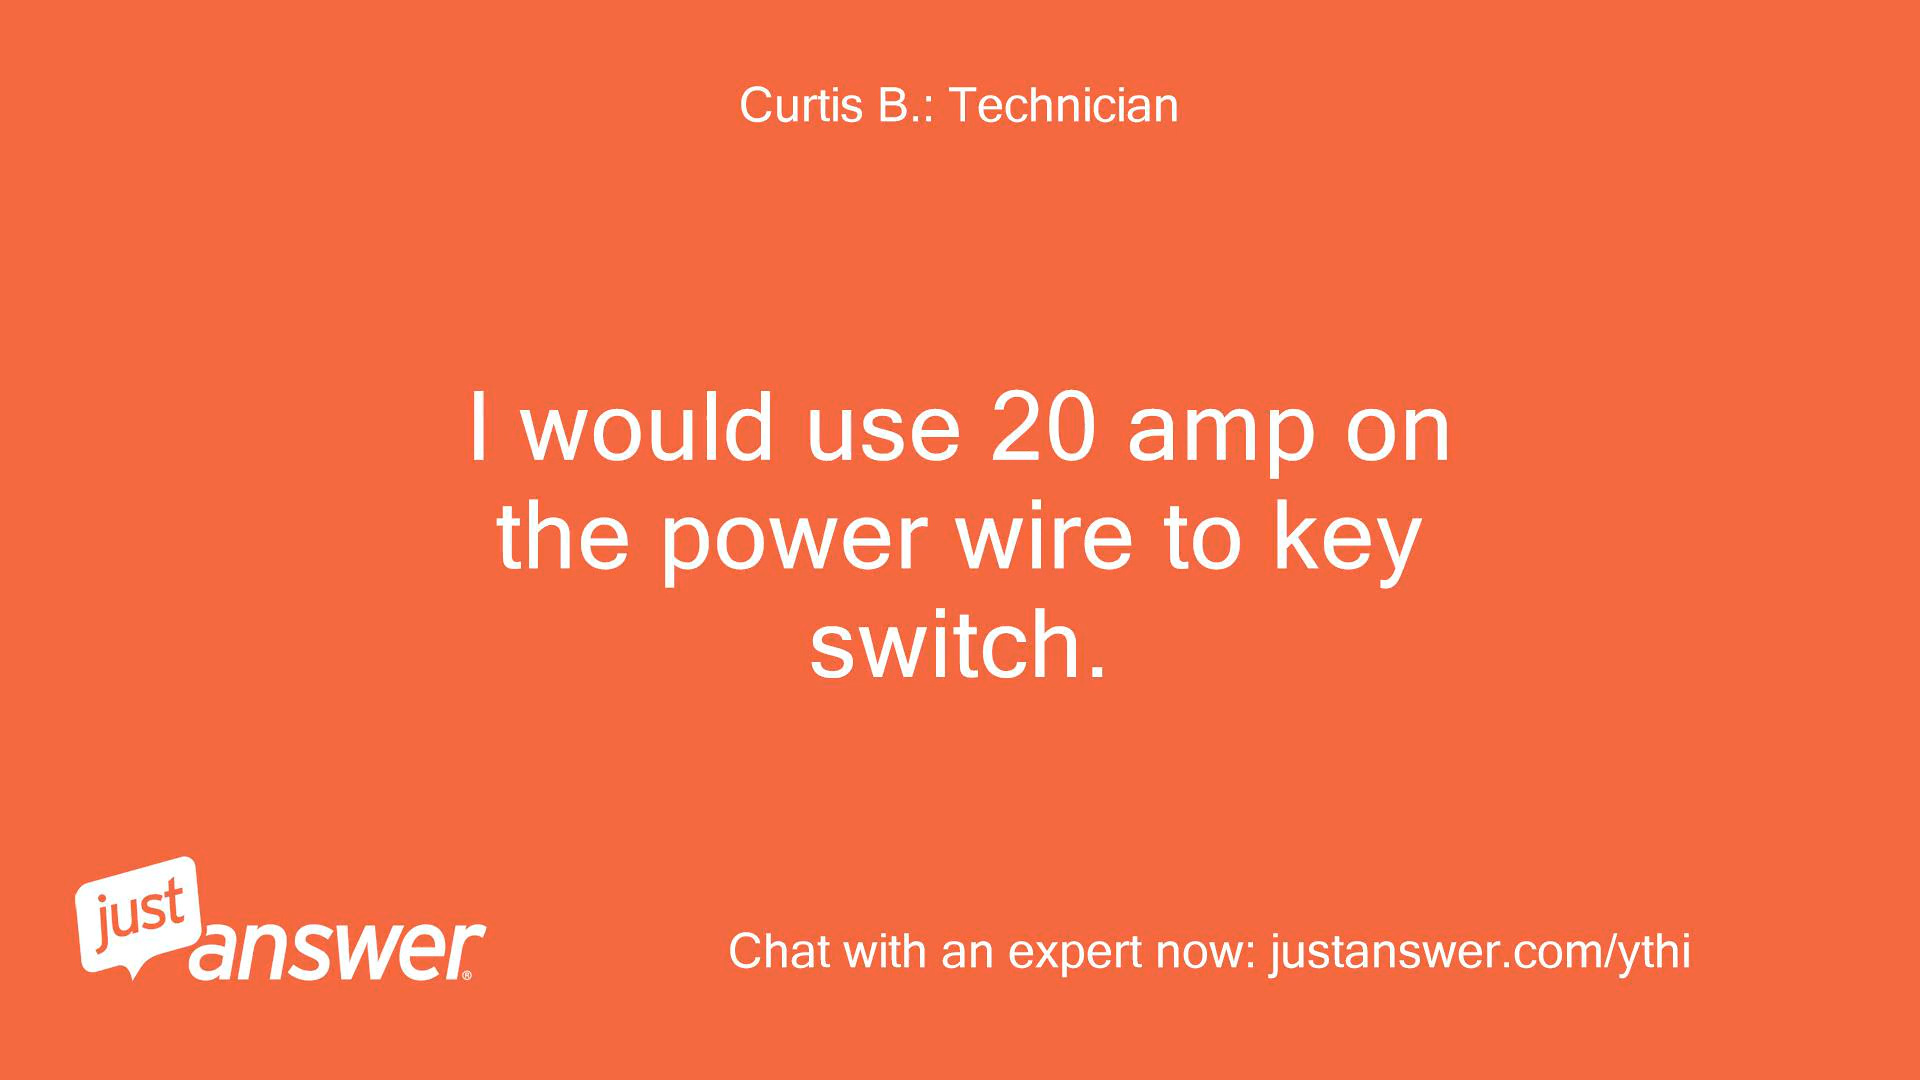 Curtis B.: Technician
I would use 20 amp on
the power wire to key
switch.
just
answer®
Chat with an expert now: justanswer.com/ythi